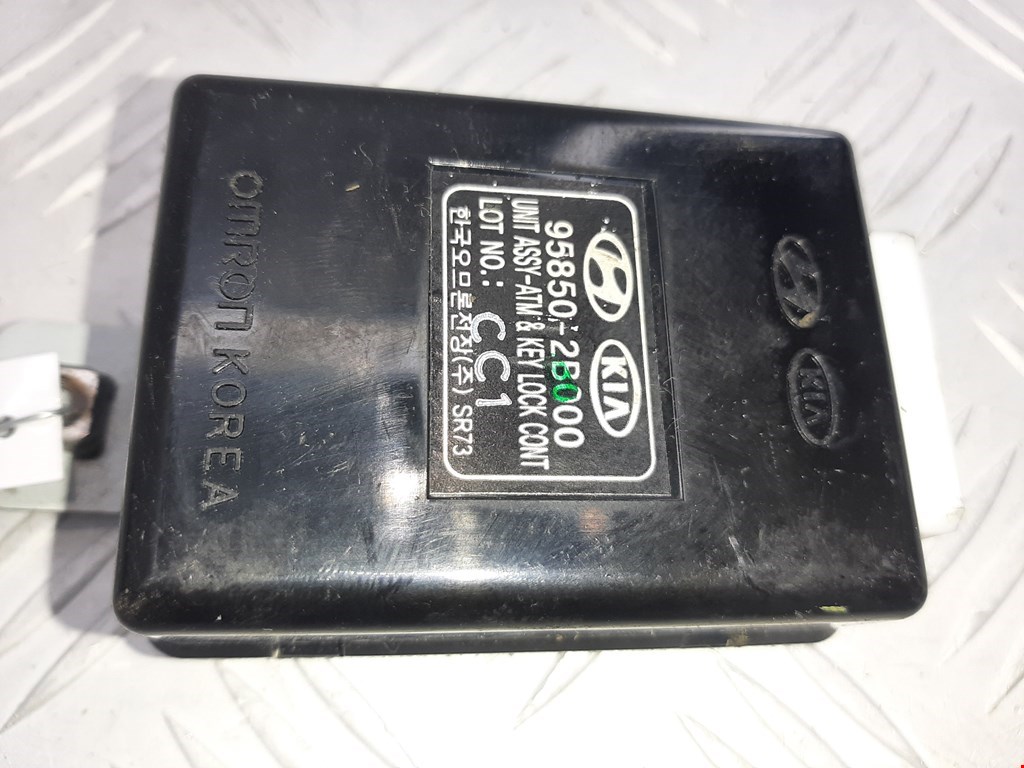 KIA
95850-2B000
UNIT ASSY-ATM & KEY LOCK CONT
LOT NO.: CC1
한국오므론전장(주) SR73
KIA
OMRON KOREA